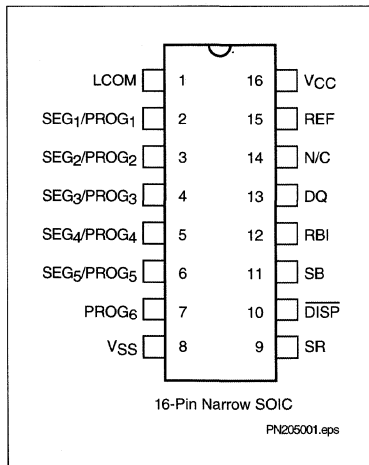 LCOM 1 16 VCC
SEG1/PROG1 2 15 REF
SEG2/PROG2 3 14 N/C
SEG3/PROG3 4 13 DQ
SEG4/PROG4 5 12 RBI
SEG5/PROG5 6 11 SB
PROG6 7 10 DISP
VSS 8 9 SR
16-Pin Narrow SOIC
PN205001.eps